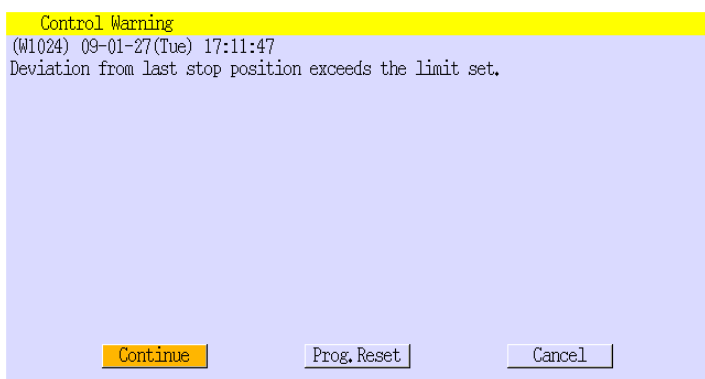 Control Warning
(W1024) 09-01-27(Tue) 17:11:47
Deviation from last stop position exceeds the limit set.
Continue Prog.Reset Cancel